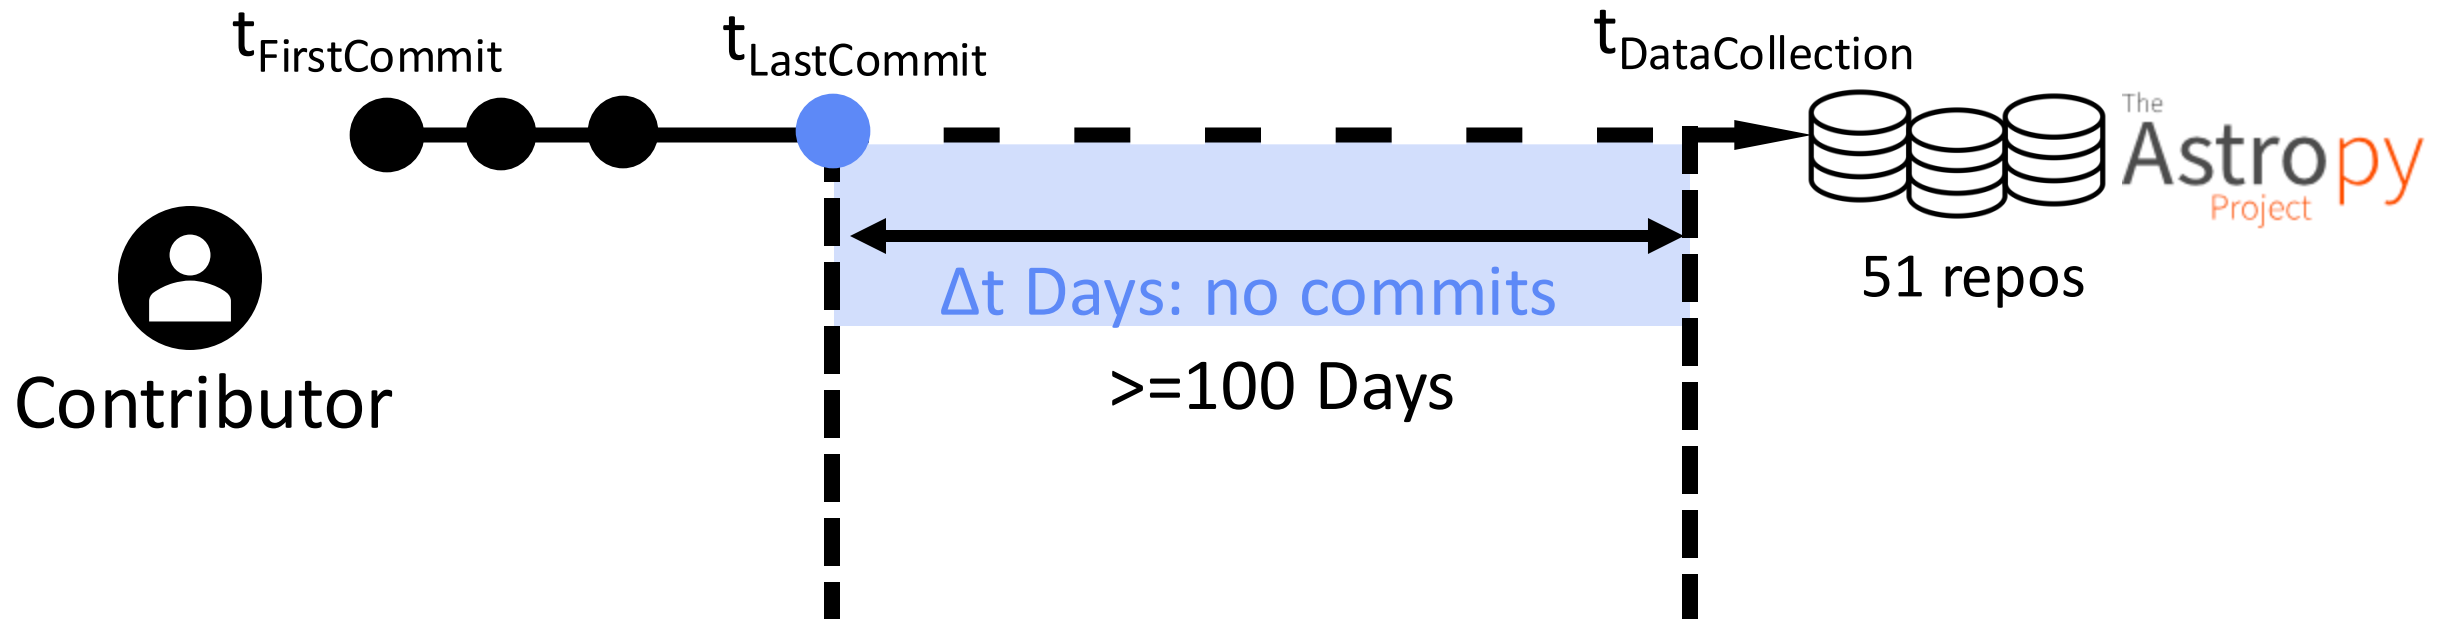 tFirstCommit
tLastCommit
tDataCollection
The
Astropy
Project
Δt Days: no commits
51 repos
>=100 Days
Contributor